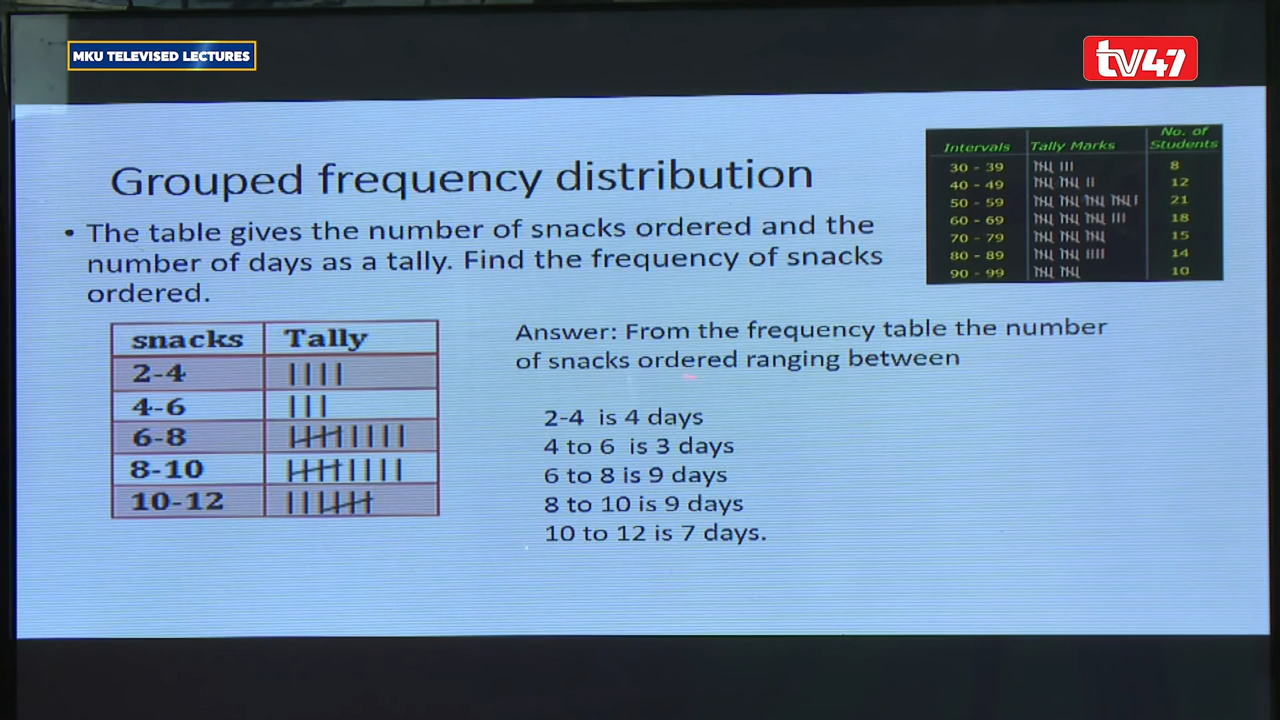 MKU TELEVISED LECTURES
tv47
Grouped frequency distribution
• The table gives the number of snacks ordered and the
number of days as a tally. Find the frequency of snacks
ordered.
Intervals Tally Marks No. of Students
30 - 39 8
40 - 49 12
50 - 59 21
60 - 69 18
70 - 79 15
80 - 89 14
90 - 99 10
snacks Tally
2-4
4-6
6-8
8-10
10-12
Answer: From the frequency table the number
of snacks ordered ranging between
2-4 is 4 days
4 to 6 is 3 days
6 to 8 is 9 days
8 to 10 is 9 days
10 to 12 is 7 days.